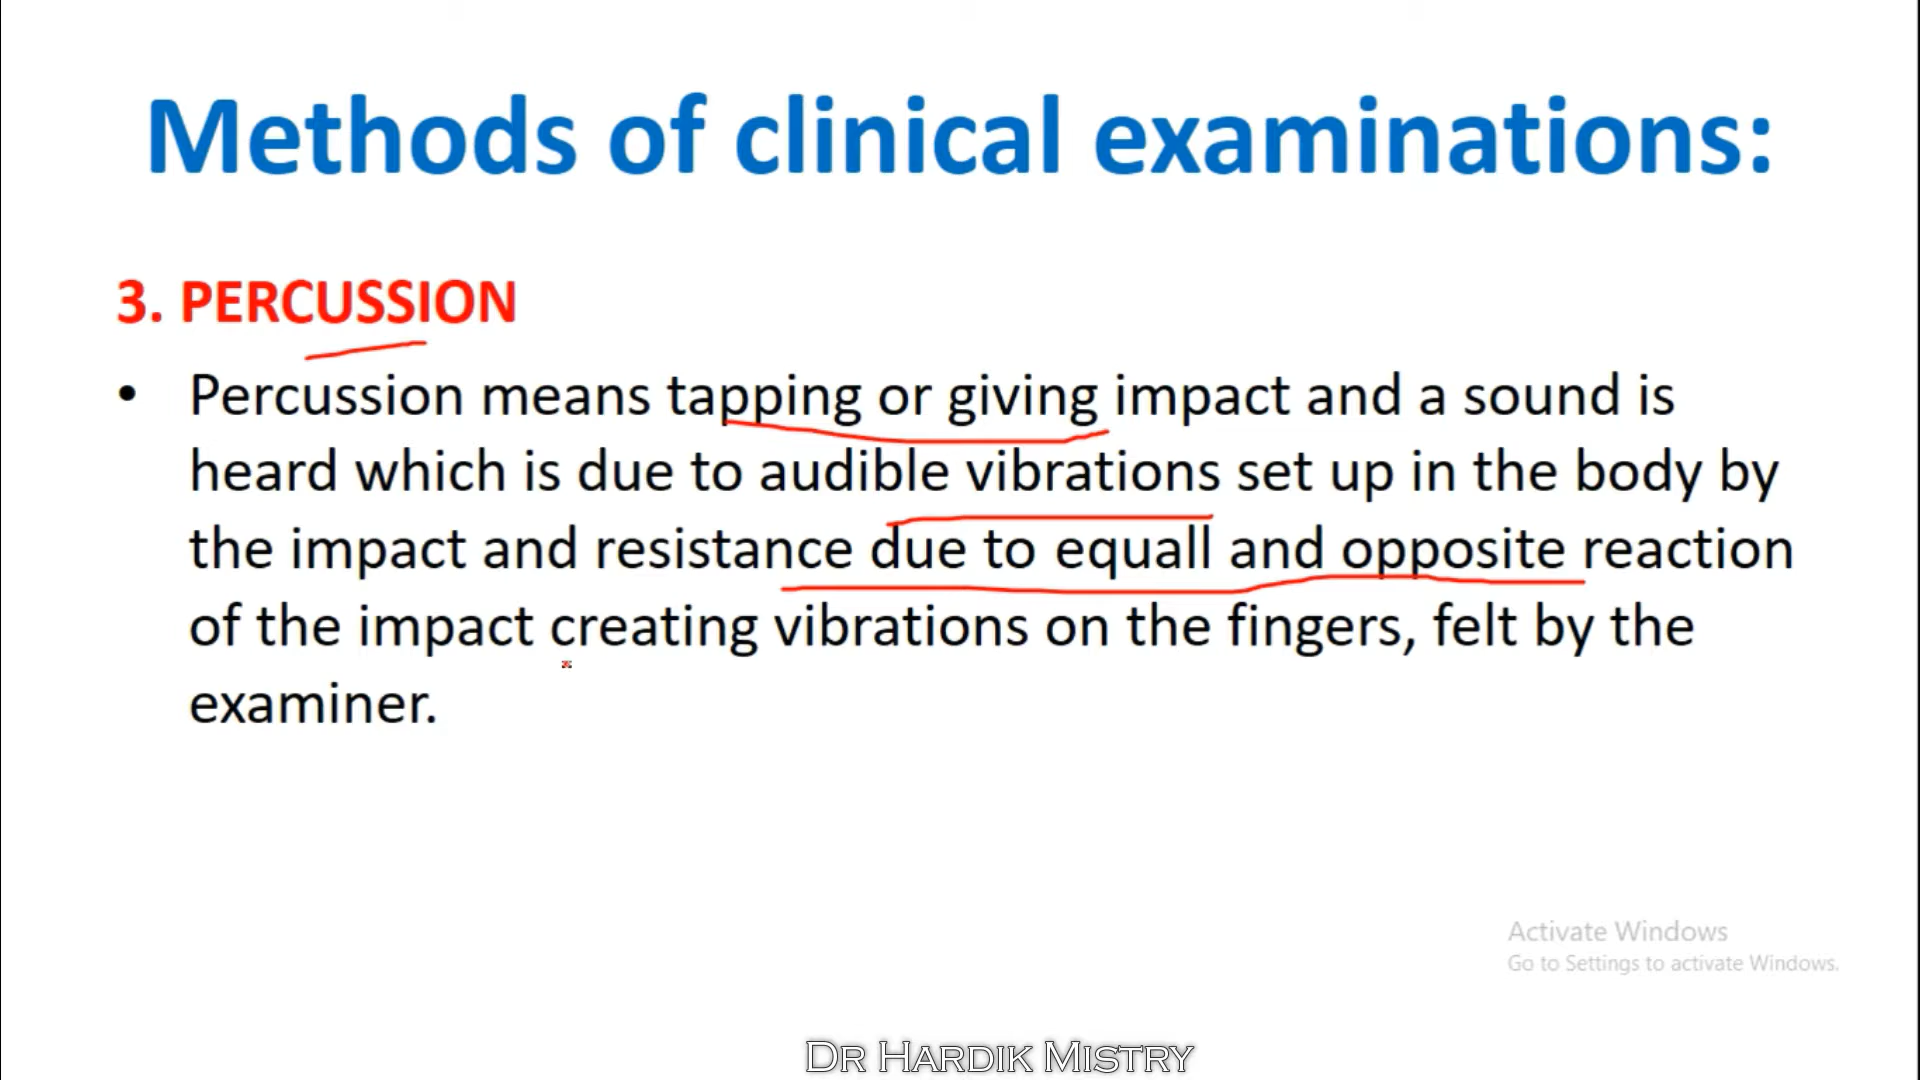 Methods of clinical examinations:
3. PERCUSSION
• Percussion means tapping or giving impact and a sound is
heard which is due to audible vibrations set up in the body by
the impact and resistance due to equall and opposite reaction
of the impact creating vibrations on the fingers, felt by the
examiner.
Activate Windows
Go to Settings to activate Windows.
DR HARDIK MISTRY